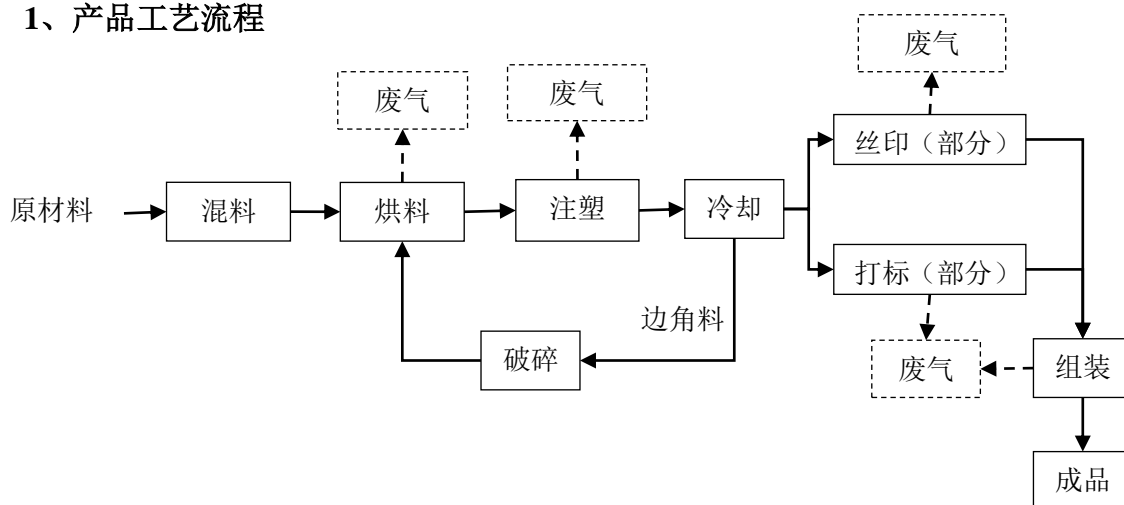 1、产品工艺流程
废气
废气
废气
原材料
混料
烘料
注塑
冷却
丝印（部分）
打标（部分）
边角料
破碎
废气
组装
成品